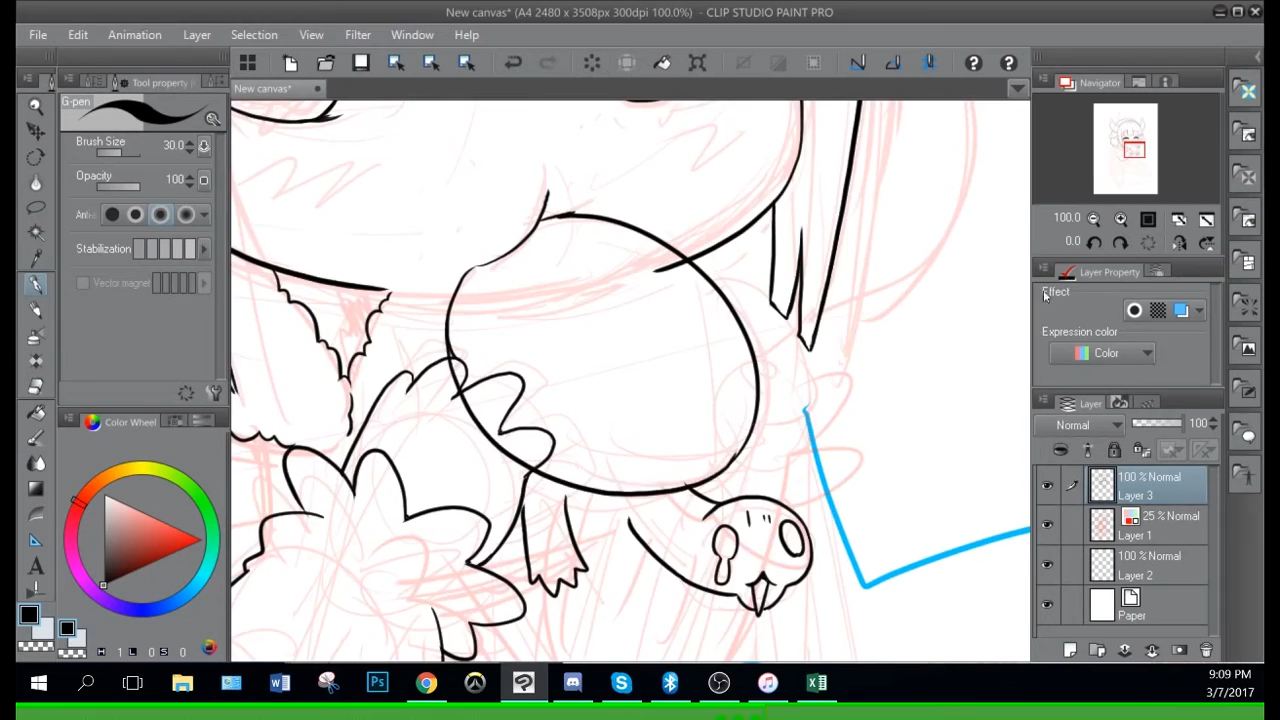 New canvas* (A4 2480 x 3508px 300dpi 100.0%)  - CLIP STUDIO PAINT PRO
File Edit Animation Layer Selection View Filter Window Help
Tool property
New canvas*
Navigator
G-pen
Brush Size 30.0
Opacity 100
Stabilization
Vector magnet
100.0
0.0
Layer Property
Effect
Expression color
Color
Layer
Normal 100
100 % Normal
Layer 3
25 % Normal
Layer 1
100 % Normal
Layer 2
Paper
Color Wheel
H 1 L 0 S 0
9:09 PM
3/7/2017